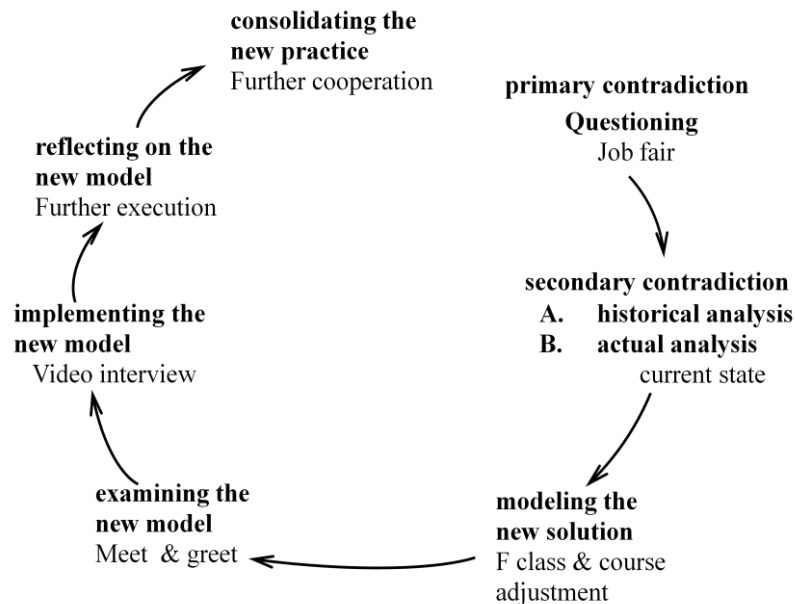 primary contradiction
Questioning
Job fair
secondary contradiction
A. historical analysis
B. actual analysis
current state
modeling the
new solution
F class & course
adjustment
examining the
new model
Meet & greet
implementing the
new model
Video interview
reflecting on the
new model
Further execution
consolidating the
new practice
Further cooperation